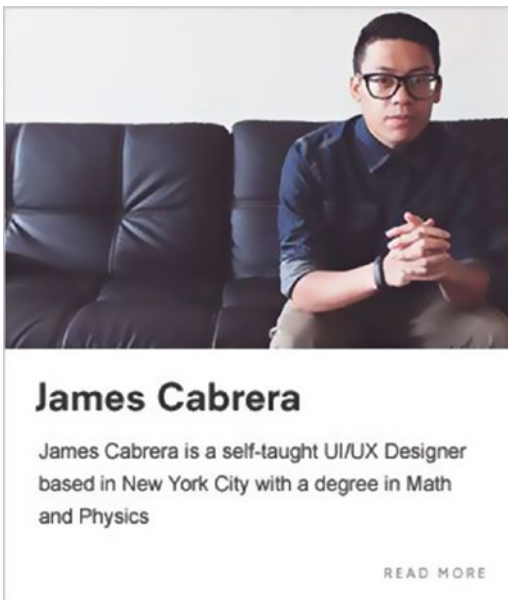 James Cabrera
James Cabrera is a self-taught UI/UX Designer
based in New York City with a degree in Math
and Physics
READ MORE